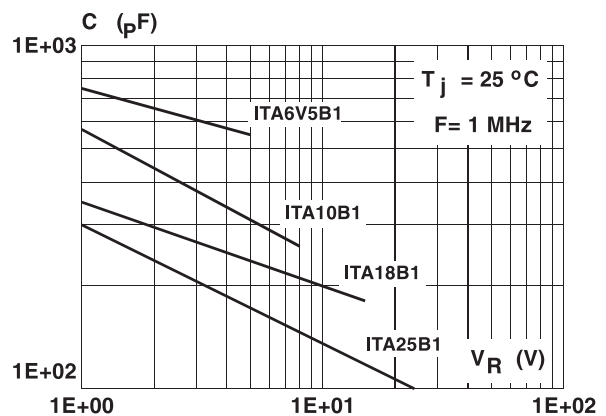 C (pF)
1E+03
Tj = 25 °C
F= 1 MHz
ITA6V5B1
ITA10B1
ITA18B1
ITA25B1
VR (V)
1E+02
1E+00 1E+01 1E+02